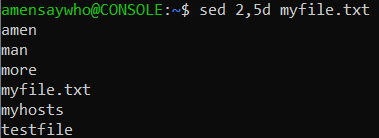 amensaywho@CONSOLE:~$ sed 2,5d myfile.txt
amen
man
more
myfile.txt
myhosts
testfile